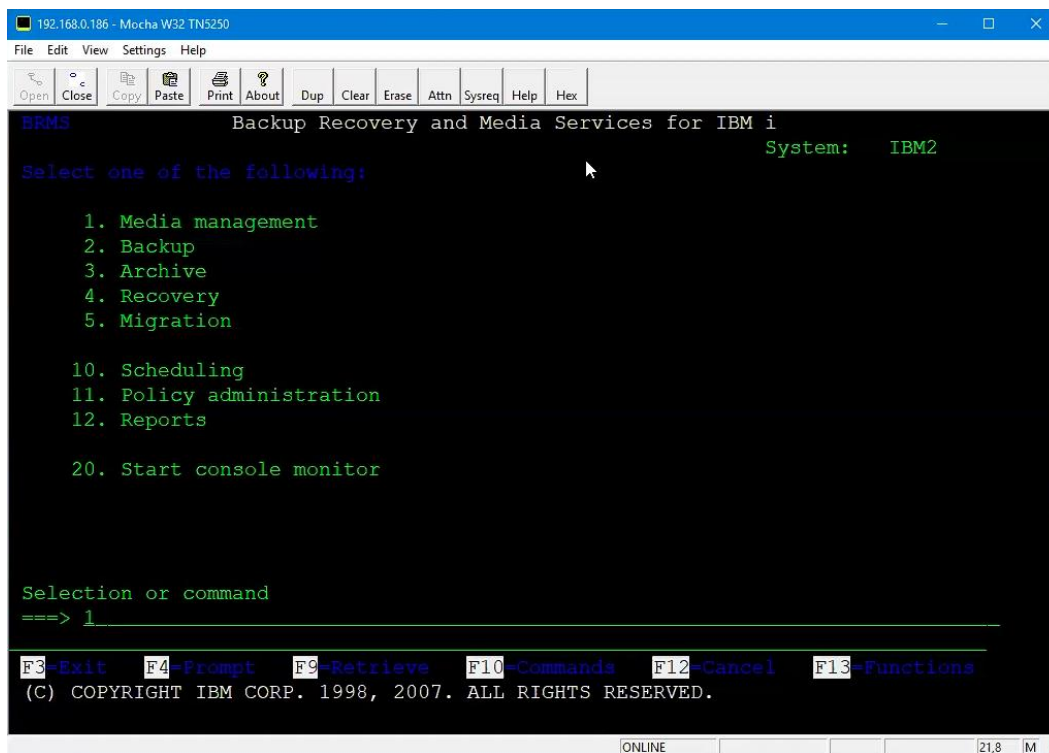 192.168.0.186 - Mocha W32 TN5250
File Edit View Settings Help
Open Close Copy Paste Print About Dup Clear Erase Attn Sysreq Help Hex
BRMS Backup Recovery and Media Services for IBM i
System: IBM2
Select one of the following:
1. Media management
2. Backup
3. Archive
4. Recovery
5. Migration
10. Scheduling
11. Policy administration
12. Reports
20. Start console monitor
Selection or command
===> 1
F3=Exit F4=Prompt F9=Retrieve F10=Commands F12=Cancel F13=Functions
(C) COPYRIGHT IBM CORP. 1998, 2007. ALL RIGHTS RESERVED.
ONLINE 21,8 M